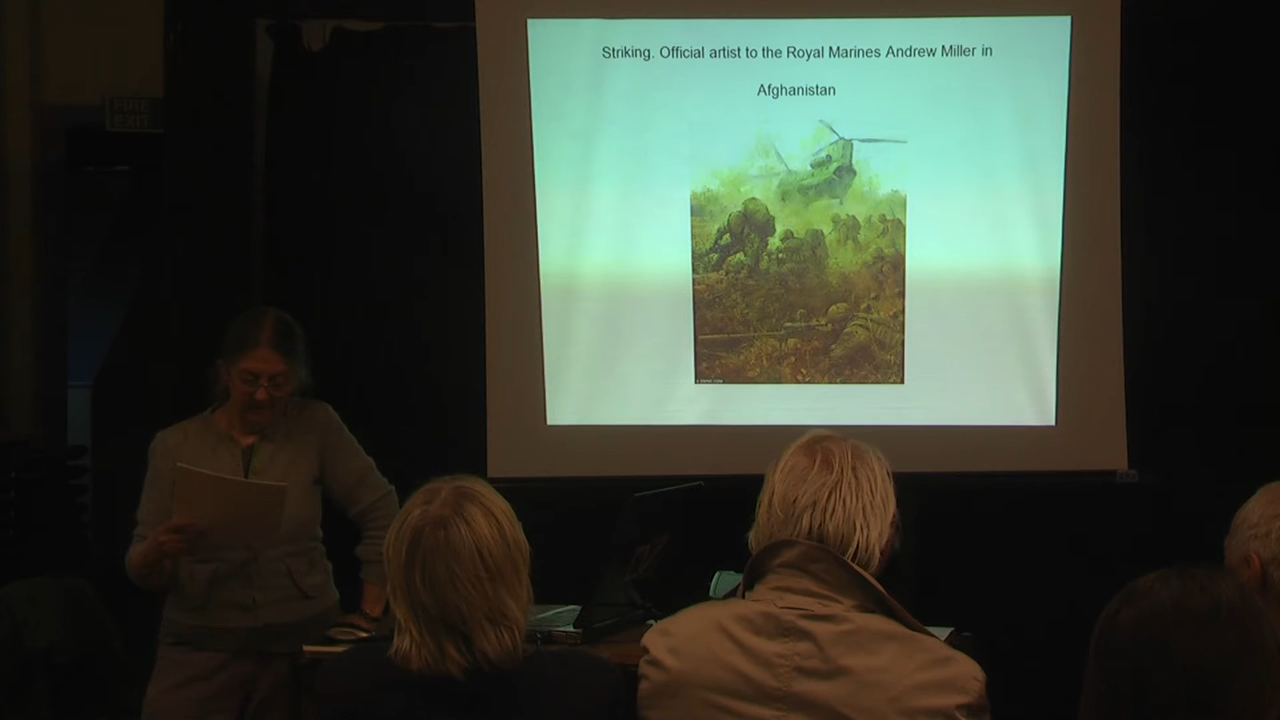 FIRE
EXIT
Striking. Official artist to the Royal Marines Andrew Miller in
Afghanistan